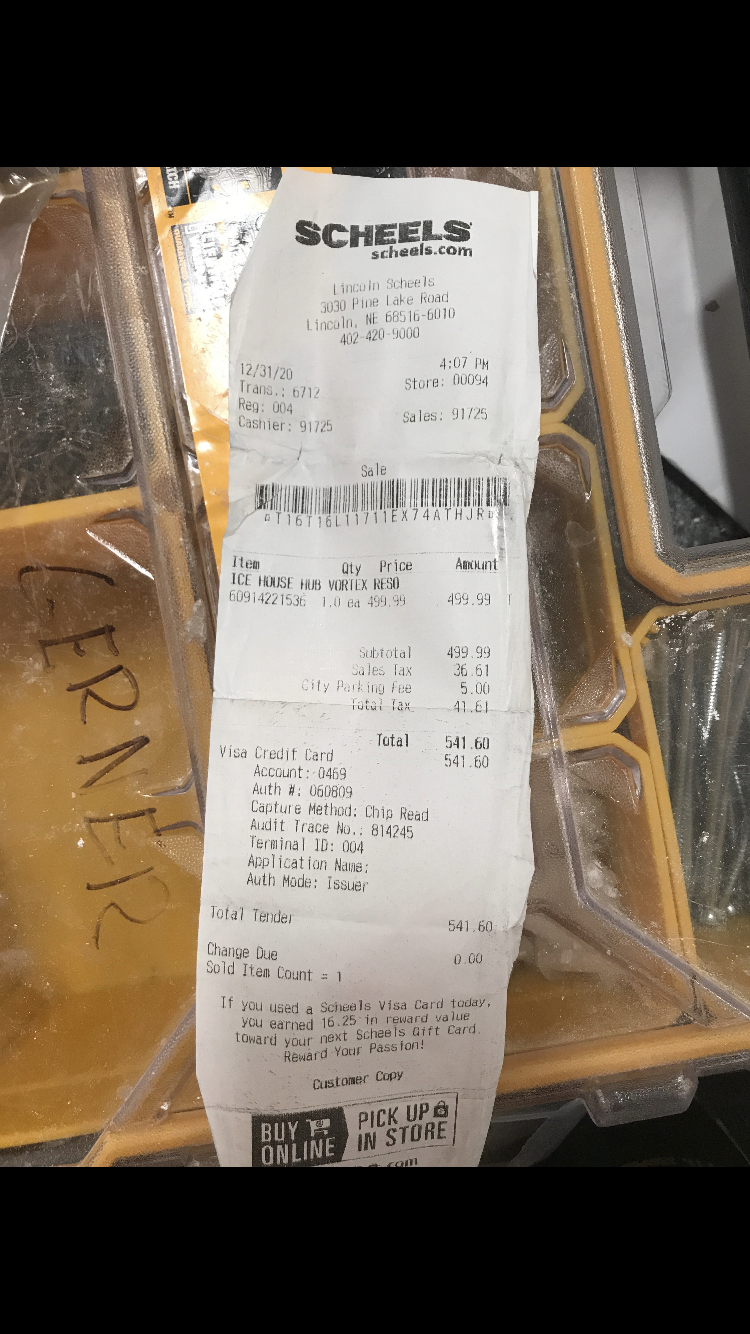 SCHEELS
scheels.com
Lincoln Scheels
3030 Pine Lake Road
Lincoln, NE 68516-6010
402-420-9000
12/31/20 4:07 PM
Trans.: 6712 Store: 00094
Reg: 004
Cashier: 91725 Sales: 91725
Sale
T16T16L11711EX74ATHJR
Item Qty Price Amount
ICE HOUSE HUB VORTEX RESO
60914221536 1.0 ea 499.99 499.99 T
Subtotal 499.99
Sales Tax 36.61
City Parking Fee 5.00
Total Tax 41.61
Total 541.60
Visa Credit Card 541.60
Account: 0469
Auth #: 060809
Capture Method: Chip Read
Audit Trace No.: 814245
Terminal ID: 004
Application Name:
Auth Mode: Issuer
Total Tender 541.60
Change Due 0.00
Sold Item Count = 1
If you used a Scheels Visa Card today,
you earned 16.25 in reward value
toward your next Scheels Gift Card.
Reward Your Passion!
Customer Copy
BUY ONLINE
PICK UP IN STORE
.com
GERNER